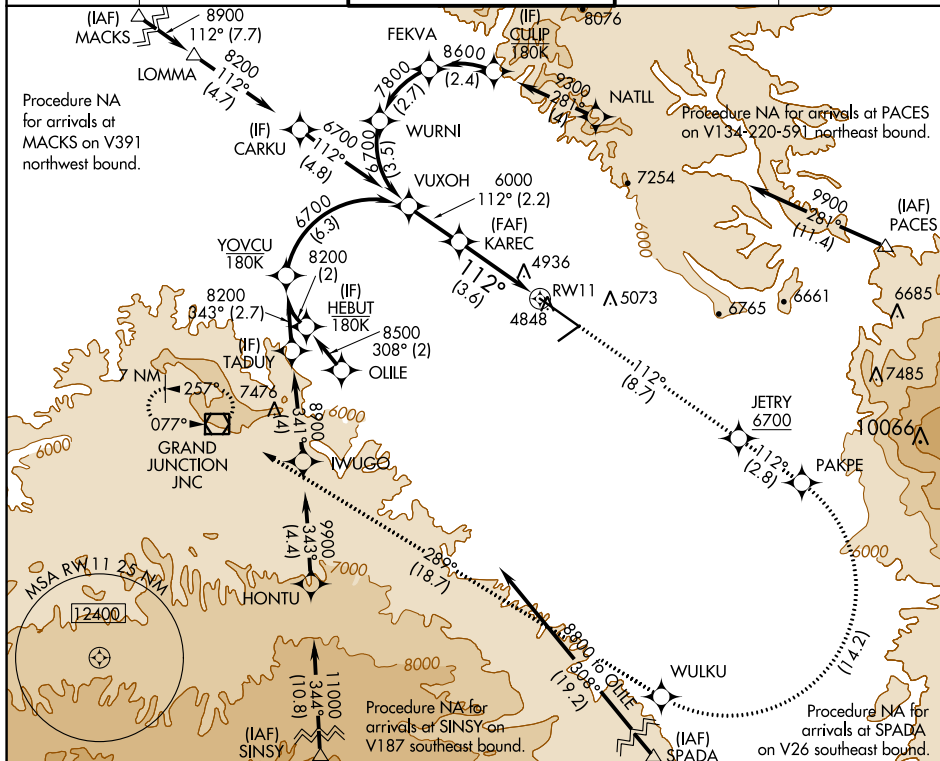 (IAF)
MACKS
8900
112° (7.7)
LOMMA
8200
112°
(4.7)
Procedure NA
for arrivals at
MACKS on V391
northwest bound.
(IF)
CARKU
6700
112°
(4.8)
FEKVA
8600
(2.4)
(IF)
CULIP
180K
8076
7800
(2.7)
WURNI
6700
(3.5)
9300
281°
(4)
NATLL
Procedure NA for arrivals at PACES
on V134-220-591 northeast bound.
7254
6000
9900
281°
(11.4)
(IAF)
PACES
VUXOH
6000
112° (2.2)
(FAF)
KAREC
112°
(3.6)
4936
RW11
4848
5073
6765
6661
6685
7485
10066
6700
(6.3)
YOVCU
180K
8200
(2)
8200
343° (2.7)
(IF)
HEBUT
180K
8500
308° (2)
OLILE
(IF)
TADUY
7 NM
257°
077°
7476
GRAND
JUNCTION
JNC
6000
6000
8900
341°
(4)
IWUGO
112°
(8.7)
JETRY
6700
112°
(2.8)
PAKPE
6000
9900
343°
(4.4)
HONTU
7000
289°
(18.7)
MSA RW11 25 NM
12400
8000
11000
344°
(10.8)
(IAF)
SINSY
Procedure NA for
arrivals at SINSY on
V187 southeast bound.
8800 to OLILE
308°
(19.2)
WULKU
(14.2)
(IAF)
SPADA
Procedure NA for
arrivals at SPADA
on V26 southeast bound.